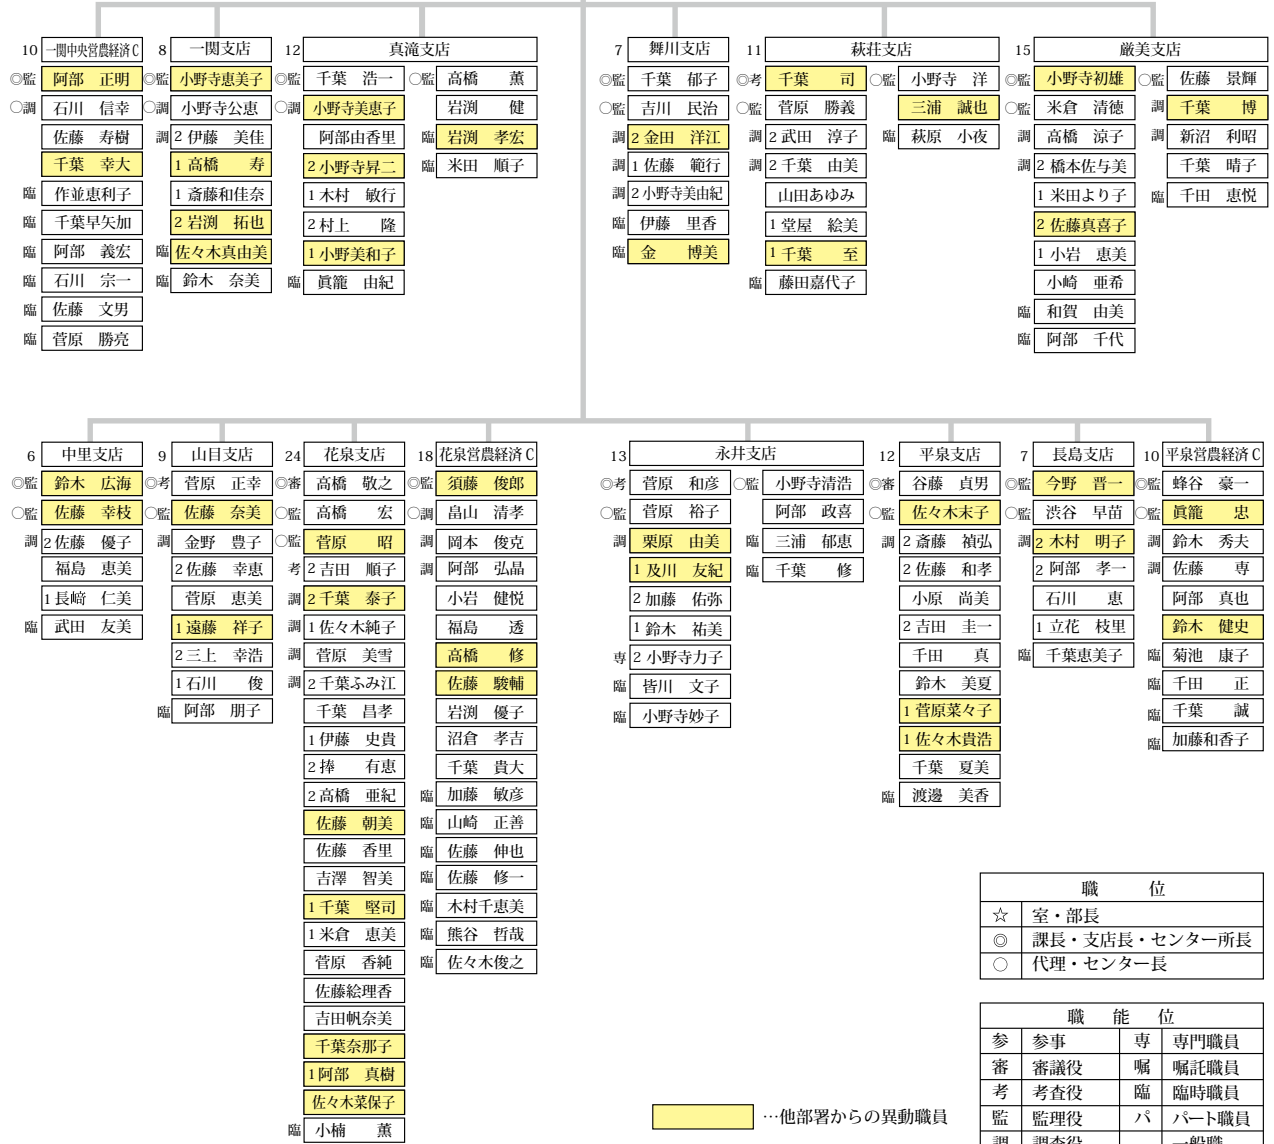 10 一関中央営農経済C
◎監 阿部 正明
○調 石川 信幸
佐藤 寿樹
千葉 幸大
臨 作並恵利子
臨 千葉早矢加
臨 阿部 義宏
臨 石川 宗一
臨 佐藤 文男
臨 菅原 勝亮
8 一関支店
◎監 小野寺恵美子
○調 小野寺公恵
調 2 伊藤 美佳
1 高橋 寿
1 斎藤和佳奈
2 岩渕 拓也
臨 佐々木真由美
臨 鈴木 奈美
12 真滝支店
◎監 千葉 浩一
○調 小野寺美恵子
阿部由香里
2 小野寺昇二
1 木村 敏行
2 村上 隆
1 小野美和子
臨 眞籠 由紀
○監 高橋 薫
岩渕 健
臨 岩渕 孝宏
臨 米田 順子
7 舞川支店
◎監 千葉 郁子
○監 吉川 民治
調 2 金田 洋江
調 1 佐藤 範行
調 2 小野寺美由紀
臨 伊藤 里香
臨 金 博美
11 萩荘支店
◎考 千葉 司
○監 菅原 勝義
調 2 武田 淳子
調 2 千葉 由美
山田あゆみ
1 堂屋 絵美
1 千葉 至
臨 藤田嘉代子
○監 小野寺 洋
三浦 誠也
臨 萩原 小夜
15 厳美支店
◎監 小野寺初雄
○監 米倉 清徳
調 高橋 涼子
調 2 橋本佐与美
1 米田より子
2 佐藤真喜子
1 小岩 恵美
小崎 亜希
臨 和賀 由美
臨 阿部 千代
○監 佐藤 景輝
調 千葉 博
調 新沼 利昭
千葉 晴子
臨 千田 恵悦
6 中里支店
◎監 鈴木 広海
○監 佐藤 幸枝
調 2 佐藤 優子
福島 恵美
1 長﨑 仁美
臨 武田 友美
9 山目支店
◎考 菅原 正幸
○監 佐藤 奈美
調 金野 豊子
2 佐藤 幸恵
菅原 恵美
1 遠藤 祥子
2 三上 幸浩
1 石川 俊
臨 阿部 朋子
24 花泉支店
◎審 高橋 敬之
○監 高橋 宏
○監 菅原 昭
考 2 吉田 順子
調 2 千葉 泰子
調 1 佐々木純子
調 菅原 美雪
調 2 千葉ふみ江
千葉 昌孝
1 伊藤 史貴
2 捧 有恵
2 高橋 亜紀
佐藤 朝美
佐藤 香里
吉澤 智美
1 千葉 堅司
1 米倉 恵美
菅原 香純
佐藤絵理香
吉田帆奈美
千葉奈那子
1 阿部 真樹
佐々木菜保子
臨 小楠 薫
18 花泉営農経済C
◎監 須藤 俊郎
○調 畠山 清孝
調 岡本 俊克
調 阿部 弘晶
小岩 健悦
福島 透
高橋 修
佐藤 駿輔
岩渕 優子
沼倉 孝吉
千葉 貴大
臨 加藤 敏彦
臨 山崎 正善
臨 佐藤 伸也
臨 佐藤 修一
臨 木村千恵美
臨 熊谷 哲哉
臨 佐々木俊之
13 永井支店
◎考 菅原 和彦
○監 菅原 裕子
調 栗原 由美
1 及川 友紀
2 加藤 佑弥
1 鈴木 祐美
専 2 小野寺力子
臨 皆川 文子
臨 小野寺妙子
○監 小野寺清浩
阿部 政喜
臨 三浦 郁恵
臨 千葉 修
12 平泉支店
◎審 谷藤 貞男
○監 佐々木末子
調 2 斎藤 禎弘
2 佐藤 和孝
小原 尚美
2 吉田 圭一
千田 真
鈴木 美夏
1 菅原菜々子
1 佐々木貴浩
千葉 夏美
臨 渡邊 美香
7 長島支店
◎監 今野 晋一
○監 渋谷 早苗
調 2 木村 明子
2 阿部 孝一
石川 恵
1 立花 枝里
臨 千葉恵美子
10 平泉営農経済C
◎監 蜂谷 豪一
○監 眞籠 忠
調 鈴木 秀夫
調 佐藤 専
阿部 真也
鈴木 健史
臨 菊池 康子
臨 千田 正
臨 千葉 誠
臨 加藤和香子
職 位
☆ 室・部長
◎ 課長・支店長・センター所長
○ 代理・センター長
職 能 位
参 参事 専 専門職員
審 審議役 嘱 嘱託職員
考 考査役 臨 臨時職員
監 監理役 パ パート職員
調 調査役 一般職
…他部署からの異動職員